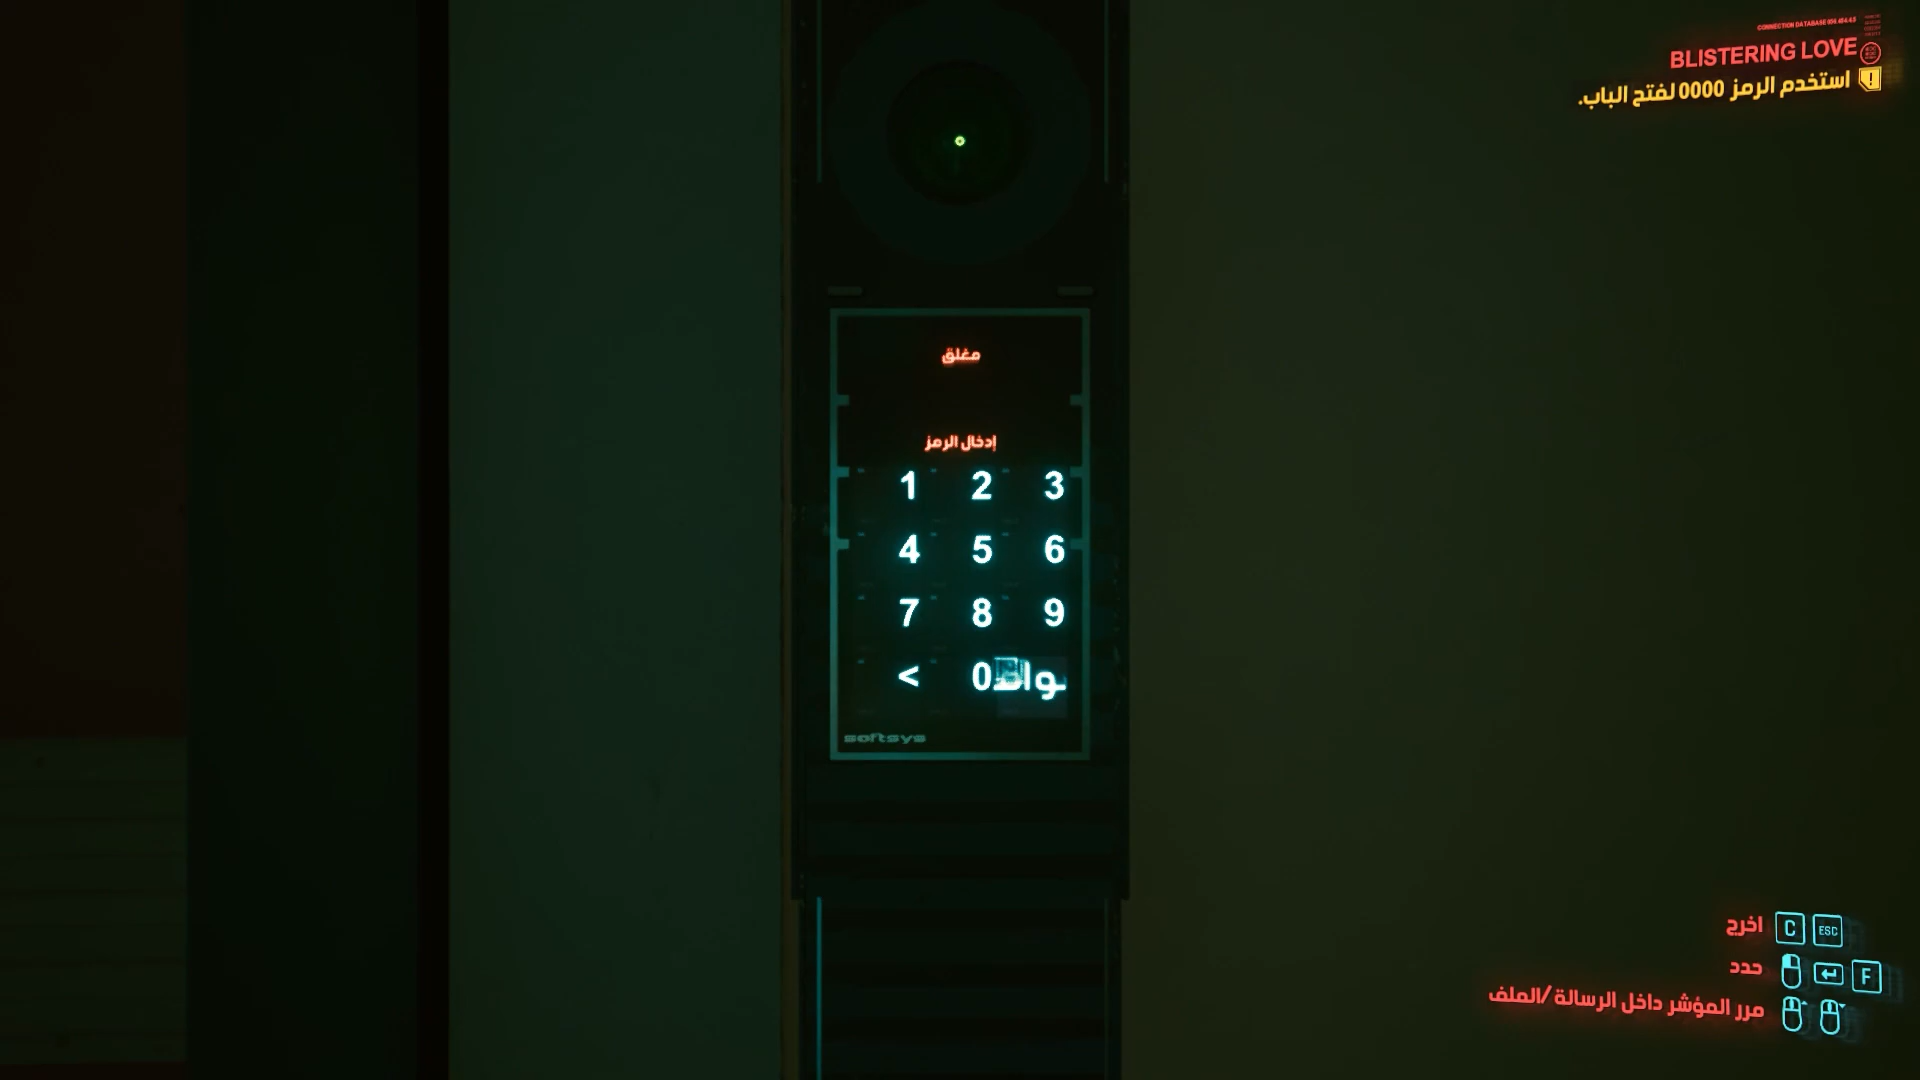 BLISTERING LOVE
استخدم الرمز 0000 لفتح الباب.
مغلق
إدخال الرمز
1 2 3
4 5 6
7 8 9
< 0
softsys
اخرج C ESC
حدد F
مرر المؤشر داخل الرسالة/الملف